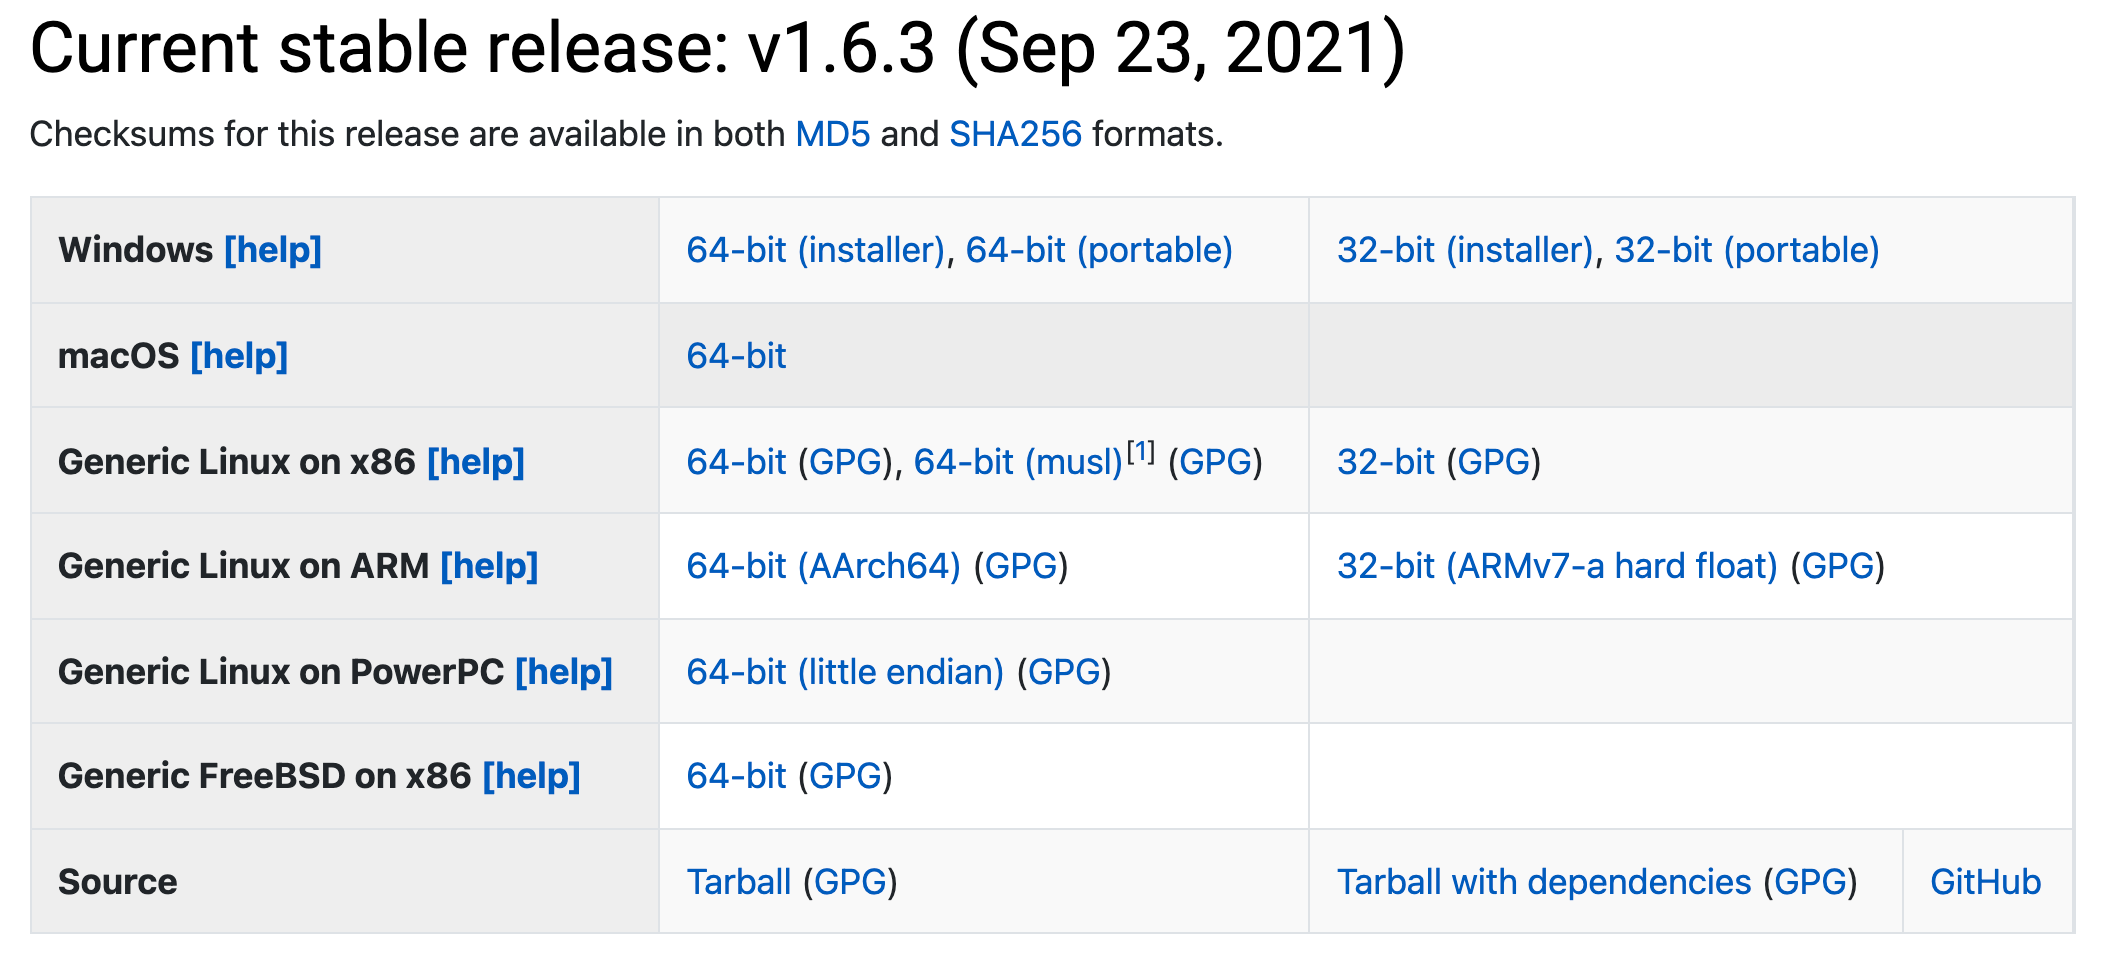 Current stable release: v1.6.3 (Sep 23, 2021)
Checksums for this release are available in both MD5 and SHA256 formats.
Windows [help] 64-bit (installer), 64-bit (portable) 32-bit (installer), 32-bit (portable)
macOS [help] 64-bit
Generic Linux on x86 [help] 64-bit (GPG), 64-bit (musl)[1] (GPG) 32-bit (GPG)
Generic Linux on ARM [help] 64-bit (AArch64) (GPG) 32-bit (ARMv7-a hard float) (GPG)
Generic Linux on PowerPC [help] 64-bit (little endian) (GPG)
Generic FreeBSD on x86 [help] 64-bit (GPG)
Source Tarball (GPG) Tarball with dependencies (GPG) GitHub